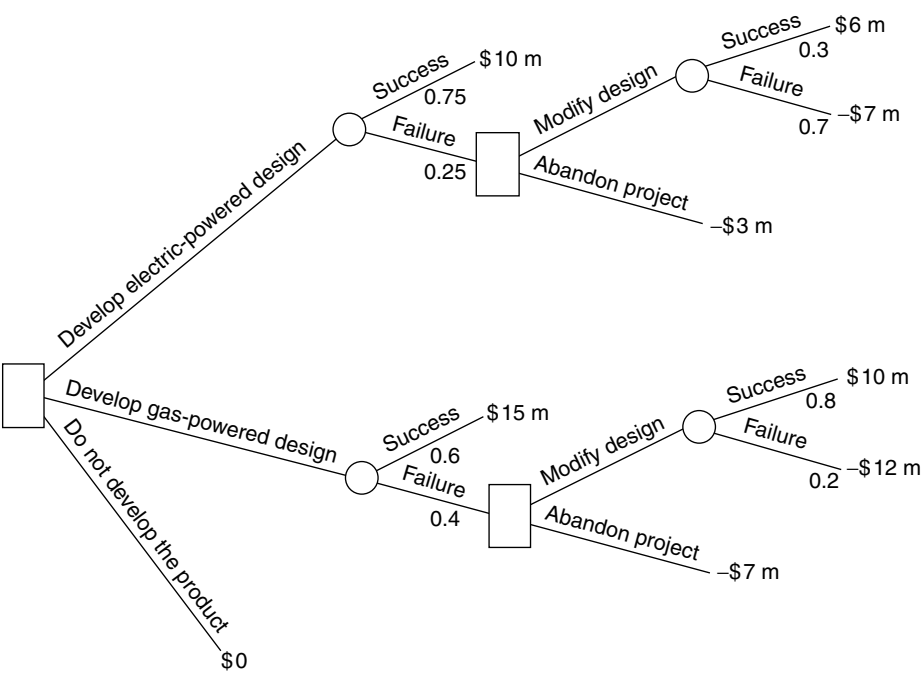 Develop electric-powered design
Success
0.75
$10 m
Failure
0.25
Modify design
Success
0.3
$6 m
Failure
0.7
–$7 m
Abandon project
–$3 m
Develop gas-powered design
Success
0.6
$15 m
Failure
0.4
Modify design
Success
0.8
$10 m
Failure
0.2
–$12 m
Abandon project
–$7 m
Do not develop the product
$0